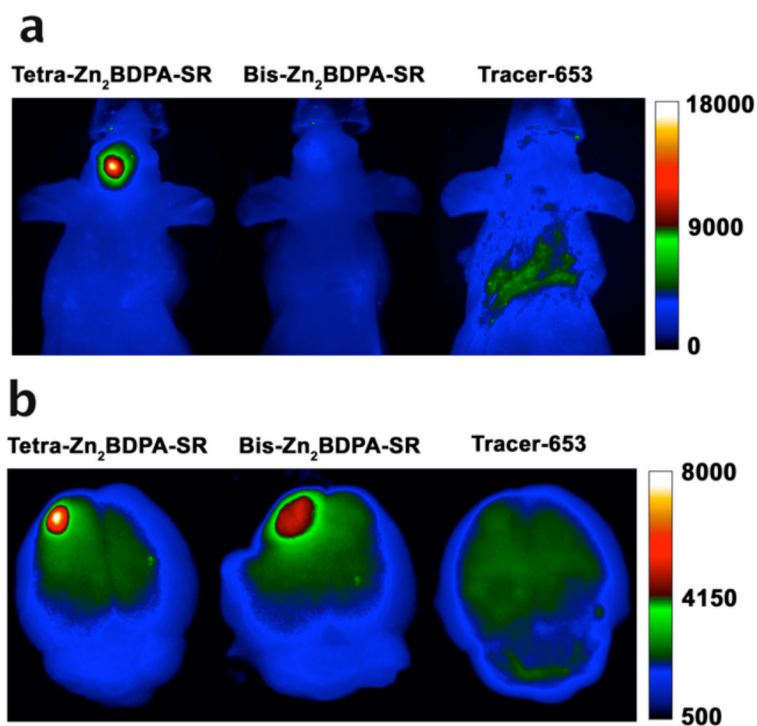 a
Tetra-Zn₂BDPA-SR Bis-Zn₂BDPA-SR Tracer-653
18000
9000
0
b
Tetra-Zn₂BDPA-SR Bis-Zn₂BDPA-SR Tracer-653
8000
4150
500